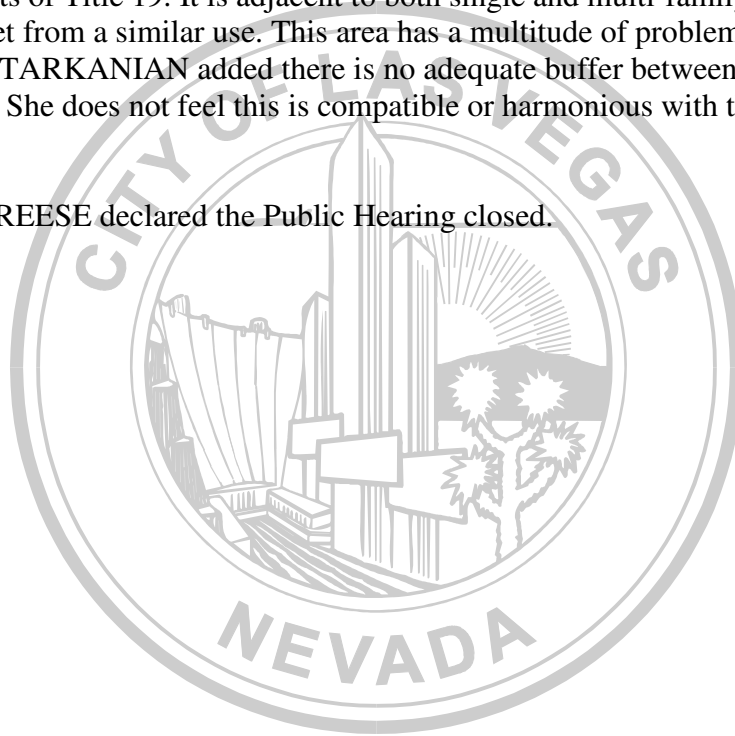 ts of Title 19. It is adjacent to both single and multi-family
et from a similar use. This area has a multitude of problem
TARKANIAN added there is no adequate buffer between
She does not feel this is compatible or harmonious with t
REESE declared the Public Hearing closed.
CITY OF LAS VEGAS
NEVADA